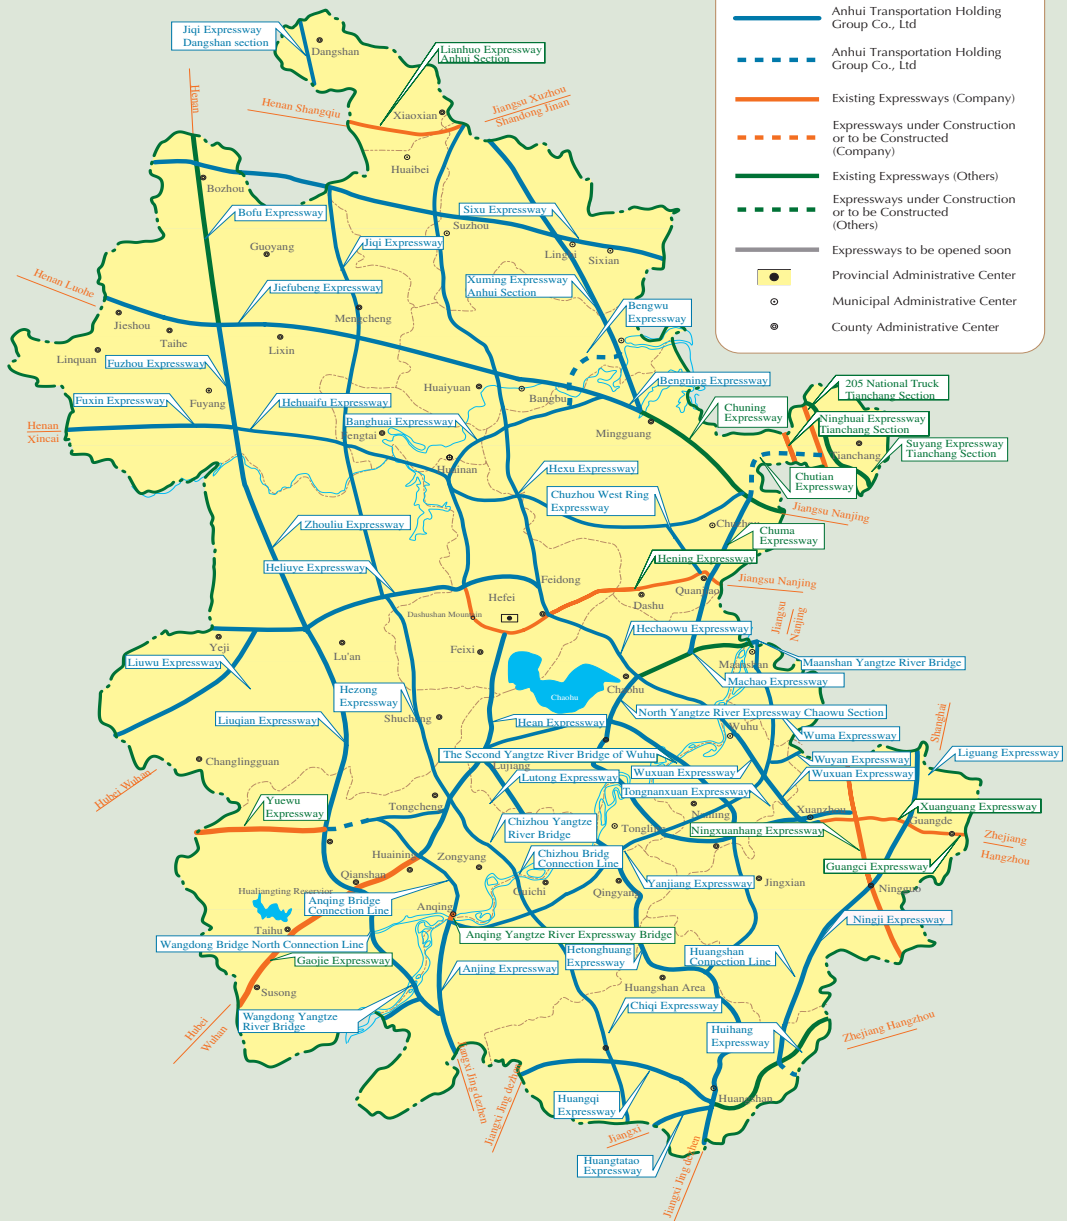 Anhui Transportation Holding
Group Co., Ltd
Anhui Transportation Holding
Group Co., Ltd
Existing Expressways (Company)
Expressways under Construction
or to be Constructed
(Company)
Existing Expressways (Others)
Expressways under Construction
or to be Constructed
(Others)
Expressways to be opened soon
Provincial Administrative Center
Municipal Administrative Center
County Administrative Center
Jiqi Expressway
Dangshan section
Dangshan
Lianhuo Expressway
Anhui Section
Henan
Henan Shangqiu
Xiaoxian
Jiangsu Xuzhou
Shandong Jinan
Huaibei
Bozhou
Bofu Expressway
Sixu Expressway
Suzhou
Guoyang
Jiqi Expressway
Lingbi
Sixian
Henan Luohe
Jiefubeng Expressway
Xuming Expressway
Anhui Section
Bengwu
Expressway
Jieshou
Mengcheng
Taihe
Lixin
Linquan
Fuzhou Expressway
Huaiyuan
Bangbu
Bengning Expressway
205 National Truck
Tianchang Section
Fuyang
Fuxin Expressway
Hehuaifu Expressway
Chuning
Expressway
Ninghuai Expressway
Tianchang Section
Henan
Xincai
Banghuai Expressway
Fengtai
Mingguang
Suyang Expressway
Tianchang Section
Tianchang
Huainan
Hexu Expressway
Chutian
Expressway
Chuzhou West Ring
Expressway
Jiangsu Nanjing
Zhouliu Expressway
Chuzhou
Chuma
Expressway
Hening Expressway
Heliuye Expressway
Feidong
Jiangsu Nanjing
Quanjiao
Hefei
Dashu
Dashushan Mountain
Jiangsu
Nanjing
Hechaowu Expressway
Yeji
Lu'an
Feixi
Maanshan
Liuwu Expressway
Maanshan Yangtze River Bridge
Machao Expressway
Chaohu
Chaohu
Hezong
Expressway
Shucheng
North Yangtze River Expressway Chaowu Section
Liuqian Expressway
Hean Expressway
Wuhu
Wuma Expressway
Shanghai
The Second Yangtze River Bridge of Wuhu
Liguang Expressway
Changlingguan
Lujiang
Wuyan Expressway
Wuxuan Expressway
Wuxuan Expressway
Hubei Wuhan
Lutong Expressway
Tongnanxuan Expressway
Yuewu
Expressway
Tongcheng
Xuanzhou
Xuanguang Expressway
Nanling
Guangde
Chizhou Yangtze
River Bridge
Tongling
Ningxuanhang Expressway
Zhejiang
Hangzhou
Huaining
Zongyang
Chizhou Bridg
Connection Line
Guangci Expressway
Qianshan
Guichi
Qingyang
Yanjiang Expressway
Jingxian
Ningguo
Hualiangting Reservior
Anqing Bridge
Connection Line
Anqing
Ningji Expressway
Taihu
Anqing Yangtze River Expressway Bridge
Wangdong Bridge North Connection Line
Hetonghuang
Expressway
Huangshan
Connection Line
Gaojie Expressway
Anjing Expressway
Huangshan Area
Susong
Chiqi Expressway
Wangdong Yangtze
River Bridge
Huihang
Expressway
Zhejiang Hangzhou
Hubei
Wuhan
Jiangxi Jing dezhen
Jiangxi Jing dezhen
Huangqi
Expressway
Huangshan
Jiangxi
Huangtatao
Expressway
Jiangxi Jing dezhen